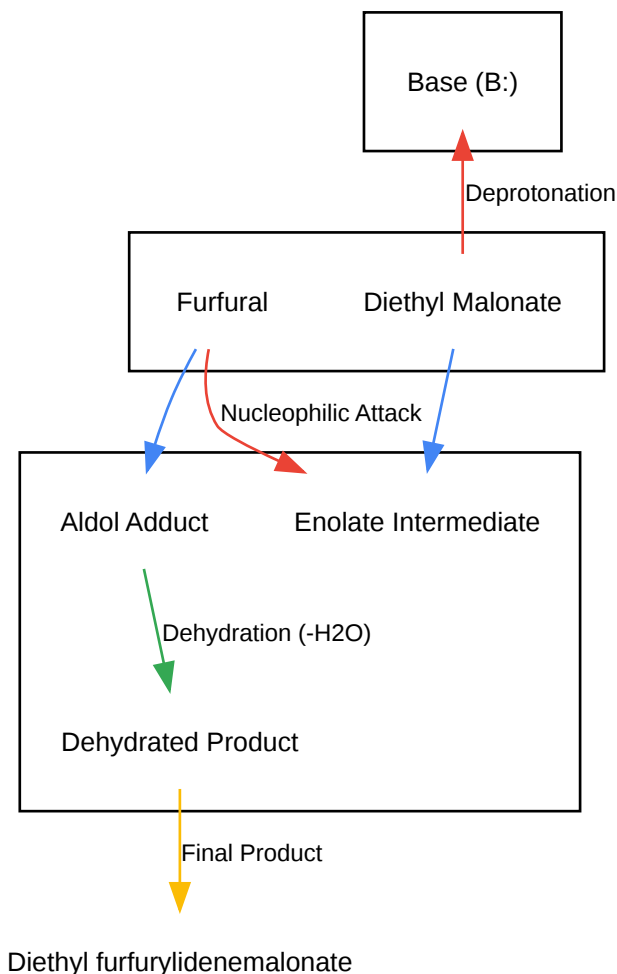 Base (B:)
Deprotonation
Furfural
Diethyl Malonate
Nucleophilic Attack
Aldol Adduct
Enolate Intermediate
Dehydration (-H2O)
Dehydrated Product
Final Product
Diethyl furfurylidenemalonate